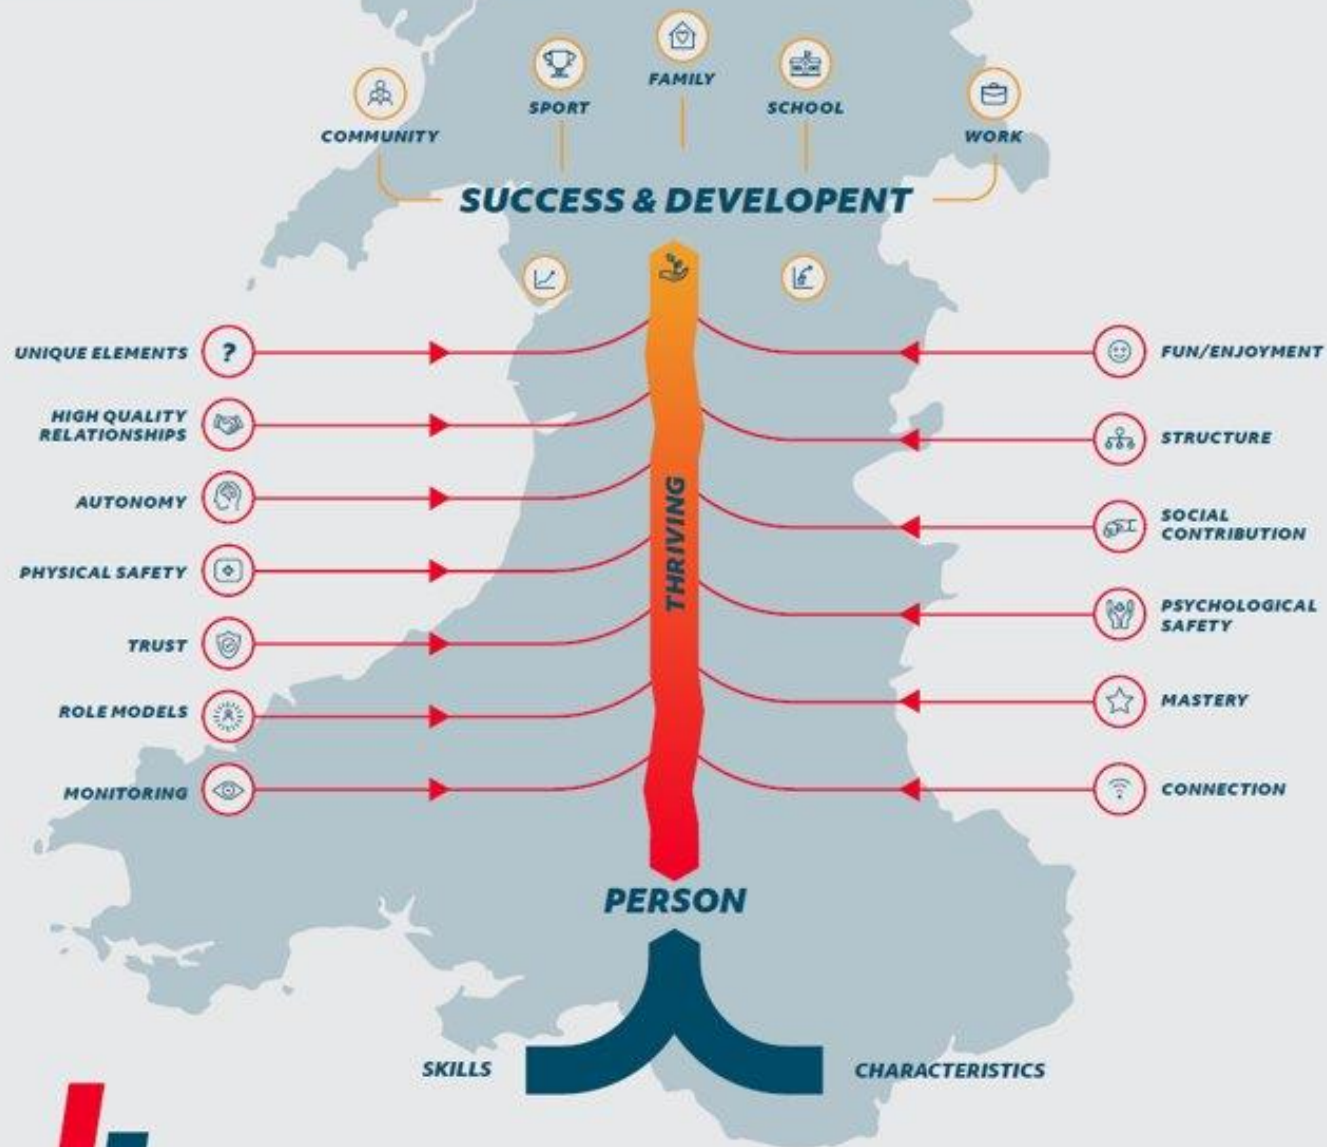 FAMILY
SPORT
SCHOOL
COMMUNITY
WORK
SUCCESS & DEVELOPENT
UNIQUE ELEMENTS
?
FUN/ENJOYMENT
HIGH QUALITY
RELATIONSHIPS
STRUCTURE
AUTONOMY
SOCIAL
CONTRIBUTION
THRIVING
PHYSICAL SAFETY
PSYCHOLOGICAL
SAFETY
TRUST
MASTERY
ROLE MODELS
MONITORING
CONNECTION
PERSON
SKILLS
CHARACTERISTICS